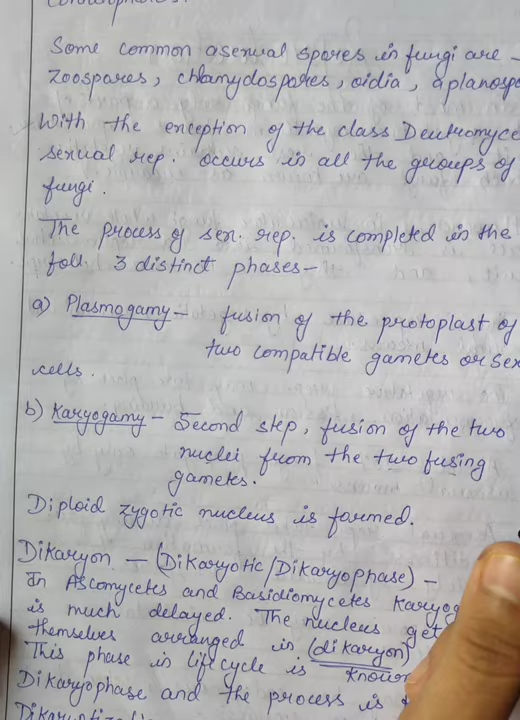 Some common asexual spores in fungi are -
Zoospores, chlamydospores, oidia, aplanospo
With the exception of the class Deutromyce
sexual rep. occurs in all the groups of
fungi.
The process of sex. rep. is completed in the
foll. 3 distinct phases -
a) Plasmogamy - fusion of the protoplast of
two compatible gametes or sex
cells.
b) Karyogamy - Second step, fusion of the two
nuclei from the two fusing
gametes.
Diploid zygotic nucleus is formed.
Dikaryon - (Dikaryotic/Dikaryophase) -
In Ascomycetes and Basidiomycetes Karyog
is much delayed. The nucleus get
themselves arranged in (dikaryon)
This phase in lifecycle is known
Dikaryophase and the process is